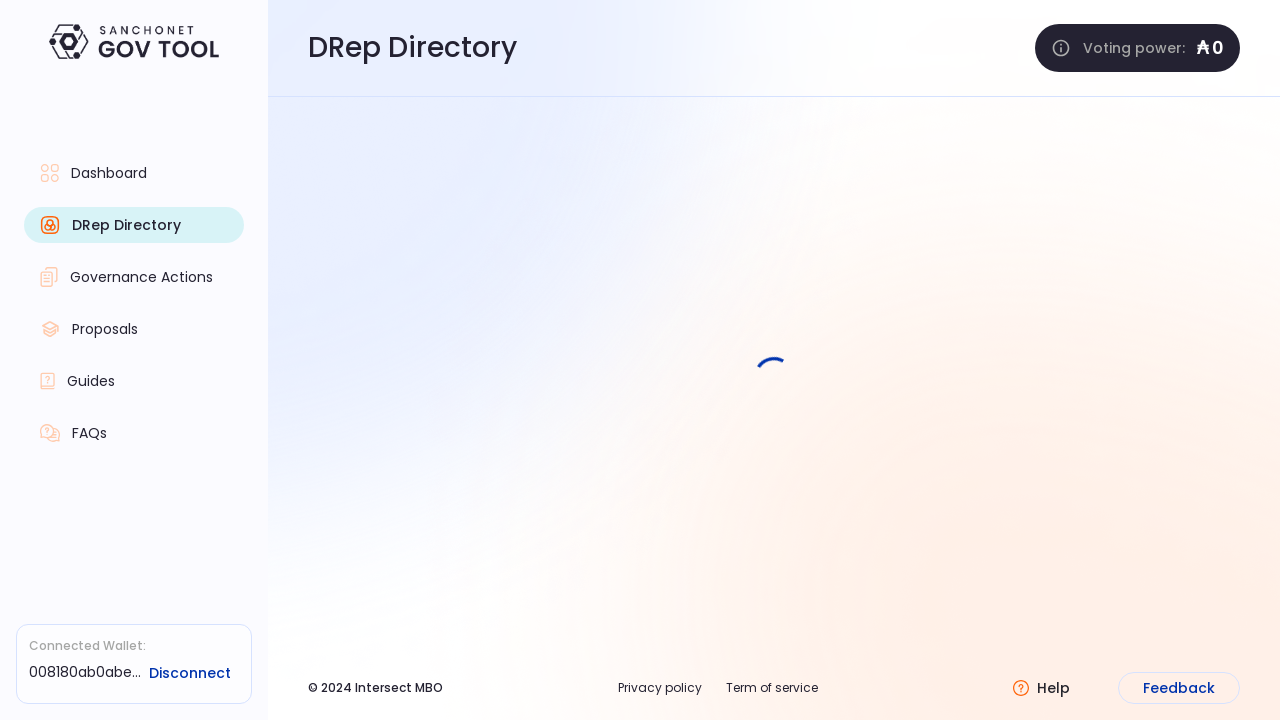 SANCHONET
GOV TOOL
Dashboard
DRep Directory
Governance Actions
Proposals
Guides
FAQs
Connected Wallet:
008180ab0abe...
Disconnect
DRep Directory
Voting power: ₳0
© 2024 Intersect MBO
Privacy policy
Term of service
Help
Feedback